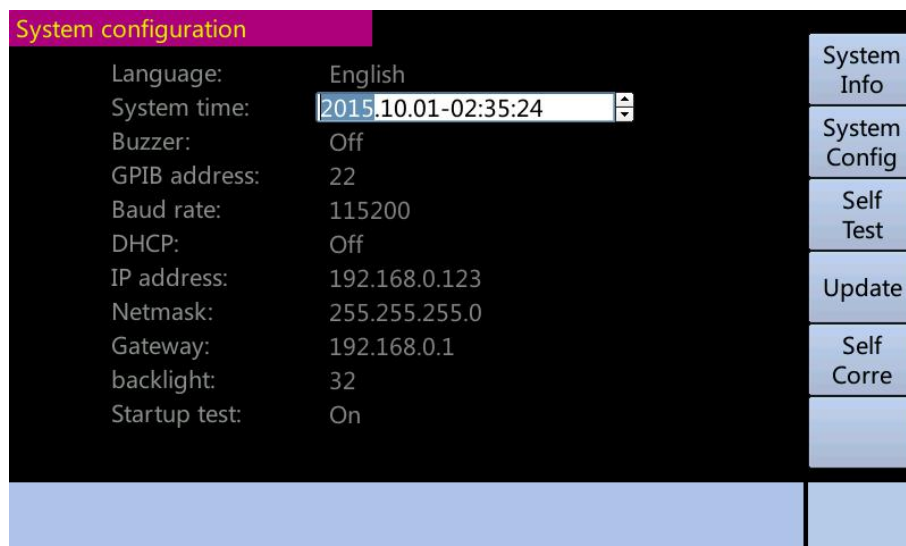 System configuration
Language: English
System time: 2015.10.01-02:35:24
Buzzer: Off
GPIB address: 22
Baud rate: 115200
DHCP: Off
IP address: 192.168.0.123
Netmask: 255.255.255.0
Gateway: 192.168.0.1
backlight: 32
Startup test: On
System
Info
System
Config
Self
Test
Update
Self
Corre